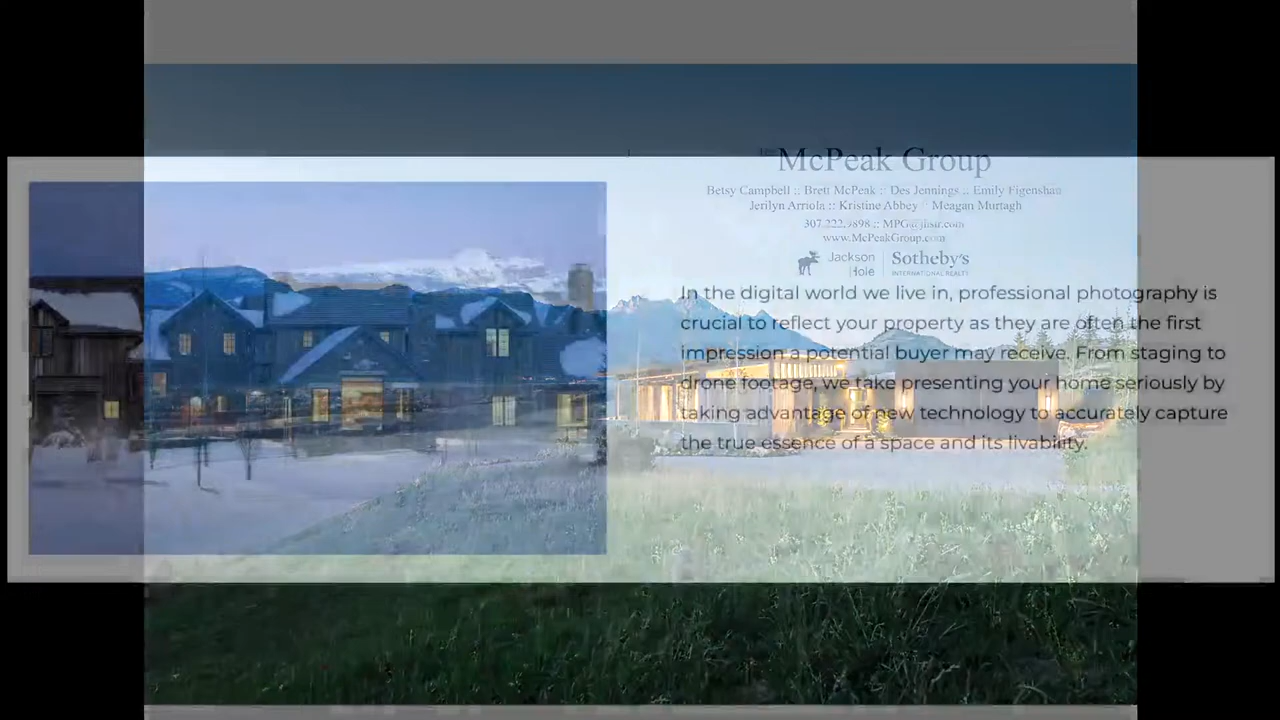 the McPeak Group
Betsy Campbell :: Brett McPeak :: Des Jennings :: Emily Figenshau
Jerilyn Arriola :: Kristine Abbey :: Meagan Murtagh
307.222.9898 :: MPG@jhsir.com
www.McPeakGroup.com
Jackson Hole
Sotheby's
INTERNATIONAL REALTY
In the digital world we live in, professional photography is
crucial to reflect your property as they are often the first
impression a potential buyer may receive. From staging to
drone footage, we take presenting your home seriously by
taking advantage of new technology to accurately capture
the true essence of a space and its livability.